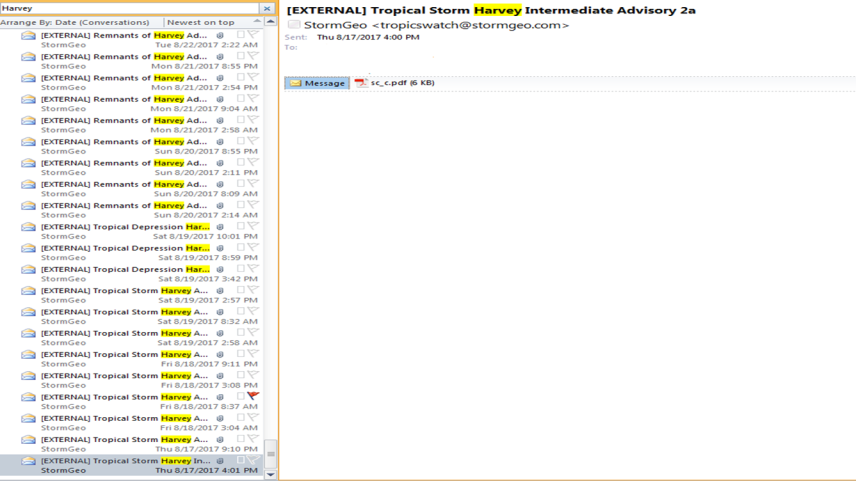 Harvey
Arrange By: Date (Conversations) Newest on top
[EXTERNAL] Remnants of Harvey Ad...
StormGeo Tue 8/22/2017 2:22 AM
[EXTERNAL] Remnants of Harvey Ad...
StormGeo Mon 8/21/2017 8:55 PM
[EXTERNAL] Remnants of Harvey Ad...
StormGeo Mon 8/21/2017 2:54 PM
[EXTERNAL] Remnants of Harvey Ad...
StormGeo Mon 8/21/2017 9:04 AM
[EXTERNAL] Remnants of Harvey Ad...
StormGeo Mon 8/21/2017 2:58 AM
[EXTERNAL] Remnants of Harvey Ad...
StormGeo Sun 8/20/2017 8:55 PM
[EXTERNAL] Remnants of Harvey Ad...
StormGeo Sun 8/20/2017 2:11 PM
[EXTERNAL] Remnants of Harvey Ad...
StormGeo Sun 8/20/2017 8:09 AM
[EXTERNAL] Remnants of Harvey Ad...
StormGeo Sun 8/20/2017 2:14 AM
[EXTERNAL] Tropical Depression Har...
StormGeo Sat 8/19/2017 10:01 PM
[EXTERNAL] Tropical Depression Har...
StormGeo Sat 8/19/2017 8:59 PM
[EXTERNAL] Tropical Depression Har...
StormGeo Sat 8/19/2017 3:42 PM
[EXTERNAL] Tropical Storm Harvey A...
StormGeo Sat 8/19/2017 2:57 PM
[EXTERNAL] Tropical Storm Harvey A...
StormGeo Sat 8/19/2017 8:32 AM
[EXTERNAL] Tropical Storm Harvey A...
StormGeo Sat 8/19/2017 2:58 AM
[EXTERNAL] Tropical Storm Harvey A...
StormGeo Fri 8/18/2017 9:11 PM
[EXTERNAL] Tropical Storm Harvey A...
StormGeo Fri 8/18/2017 3:08 PM
[EXTERNAL] Tropical Storm Harvey A...
StormGeo Fri 8/18/2017 8:37 AM
[EXTERNAL] Tropical Storm Harvey A...
StormGeo Fri 8/18/2017 3:04 AM
[EXTERNAL] Tropical Storm Harvey A...
StormGeo Thu 8/17/2017 9:10 PM
[EXTERNAL] Tropical Storm Harvey In...
StormGeo Thu 8/17/2017 4:01 PM
[EXTERNAL] Tropical Storm Harvey Intermediate Advisory 2a
StormGeo <tropicswatch@stormgeo.com>
Sent: Thu 8/17/2017 4:00 PM
To:
Message sc_c.pdf (6 KB)